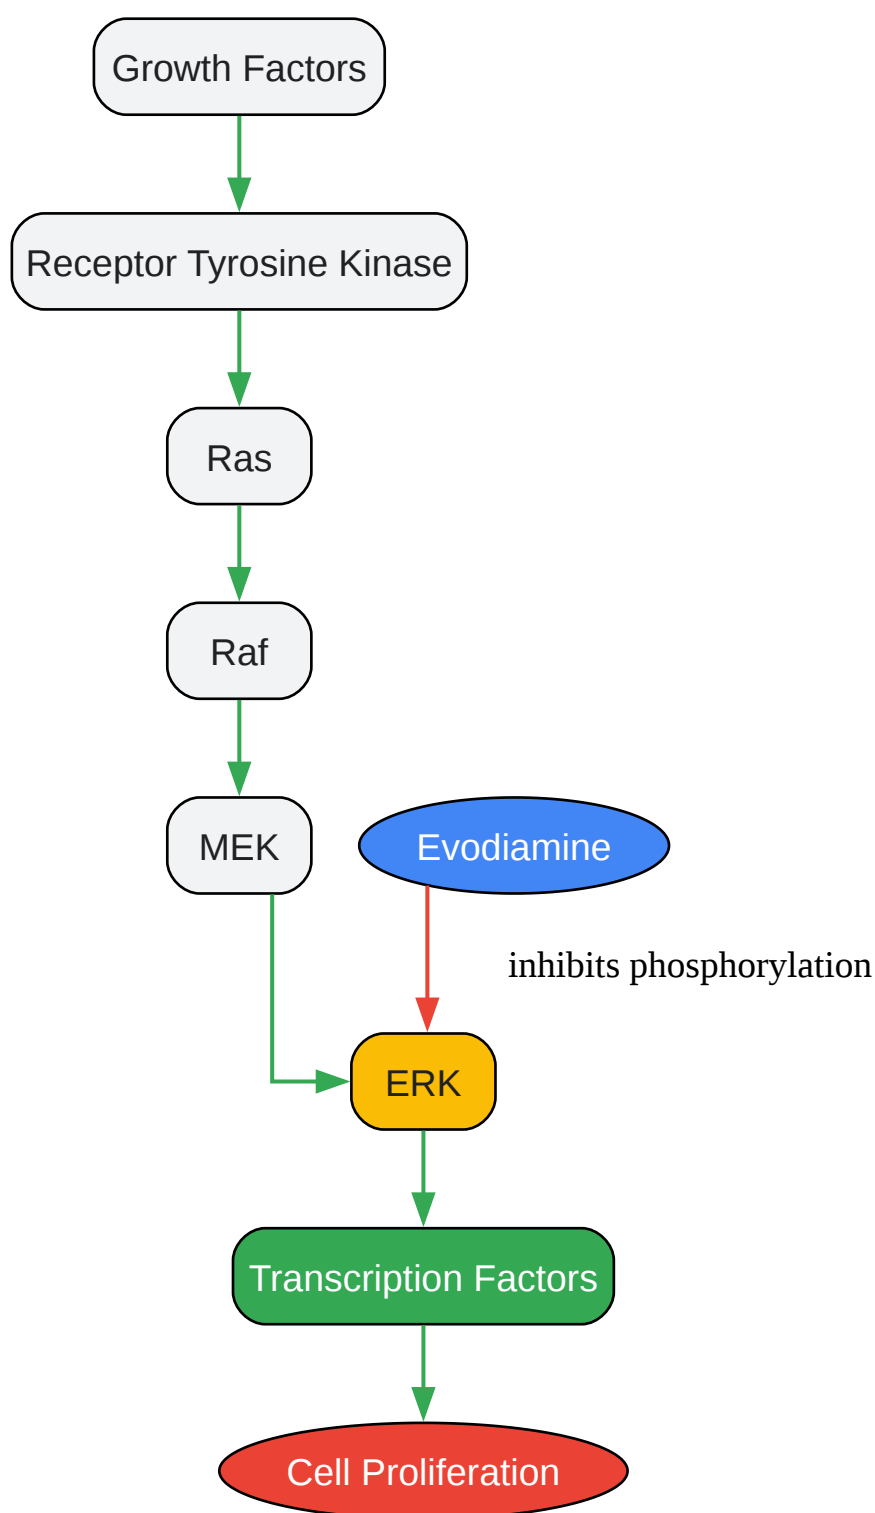 Growth Factors
Receptor Tyrosine Kinase
Ras
Raf
MEK
Evodiamine
inhibits phosphorylation
ERK
Transcription Factors
Cell Proliferation